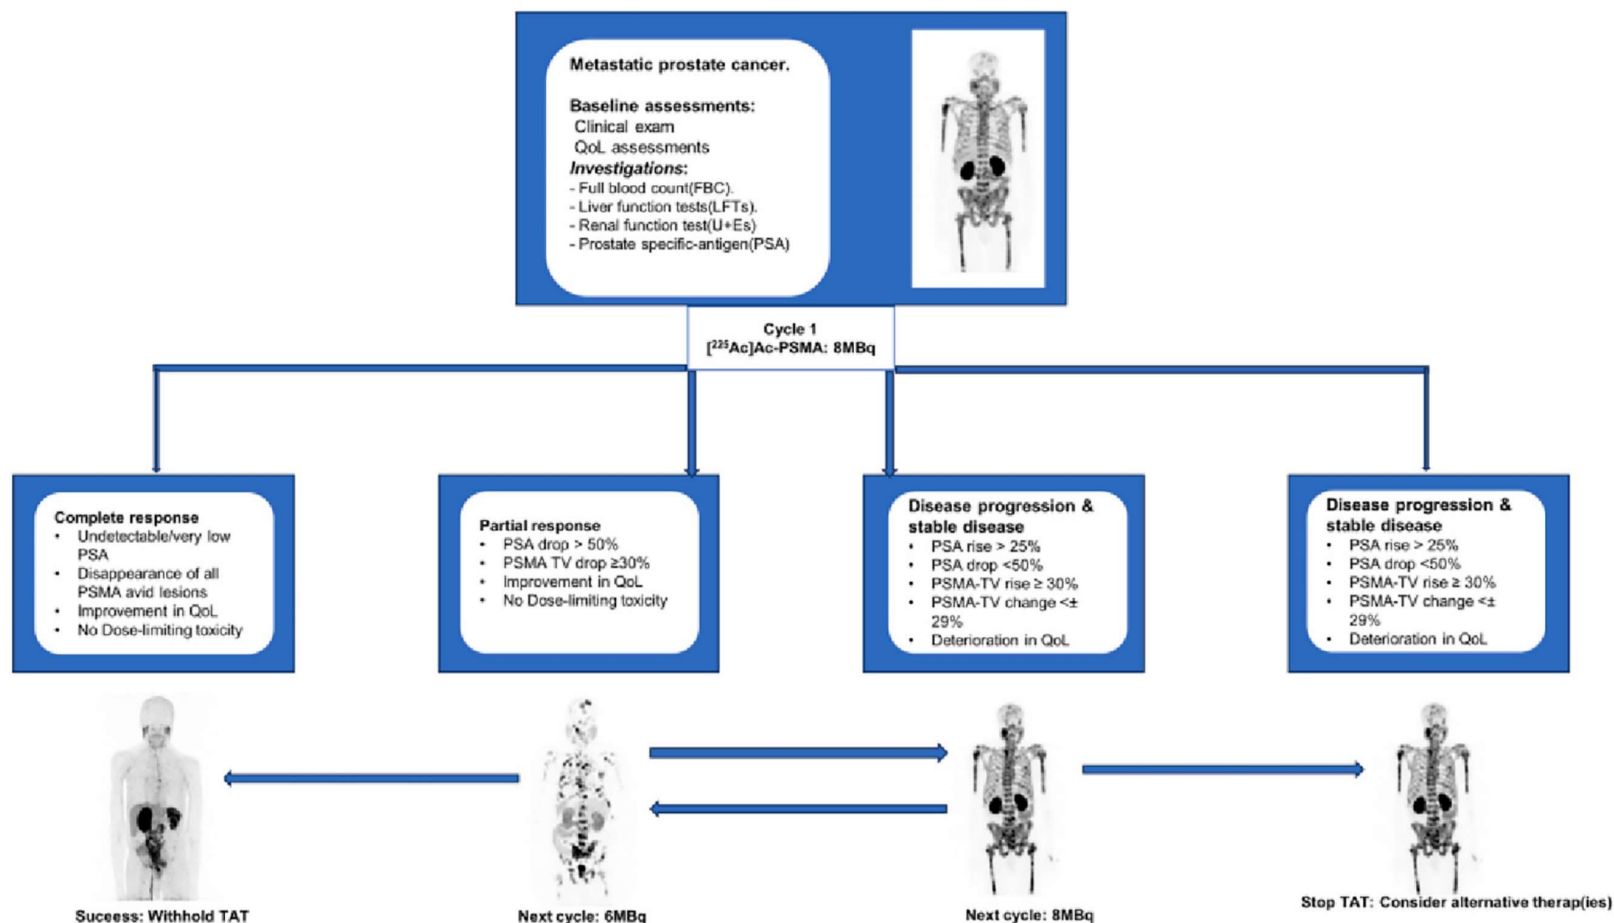 Metastatic prostate cancer.
Baseline assessments:
Clinical exam
QoL assessments
Investigations:
- Full blood count(FBC).
- Liver function tests(LFTs).
- Renal function test(U+Es)
- Prostate specific-antigen(PSA)
Cycle 1
[²²⁵Ac]Ac-PSMA: 8MBq
Complete response
• Undetectable/very low
PSA
• Disappearance of all
PSMA avid lesions
• Improvement in QoL
• No Dose-limiting toxicity
Partial response
• PSA drop > 50%
• PSMA TV drop ≥30%
• Improvement in QoL
• No Dose-limiting toxicity
Disease progression &
stable disease
• PSA rise > 25%
• PSA drop <50%
• PSMA-TV rise ≥ 30%
• PSMA-TV change <±
29%
• Deterioration in QoL
Disease progression &
stable disease
• PSA rise > 25%
• PSA drop <50%
• PSMA-TV rise ≥ 30%
• PSMA-TV change <±
29%
• Deterioration in QoL
Suceess: Withhold TAT
Next cycle: 6MBq
Next cycle: 8MBq
Stop TAT: Consider alternative therap(ies)